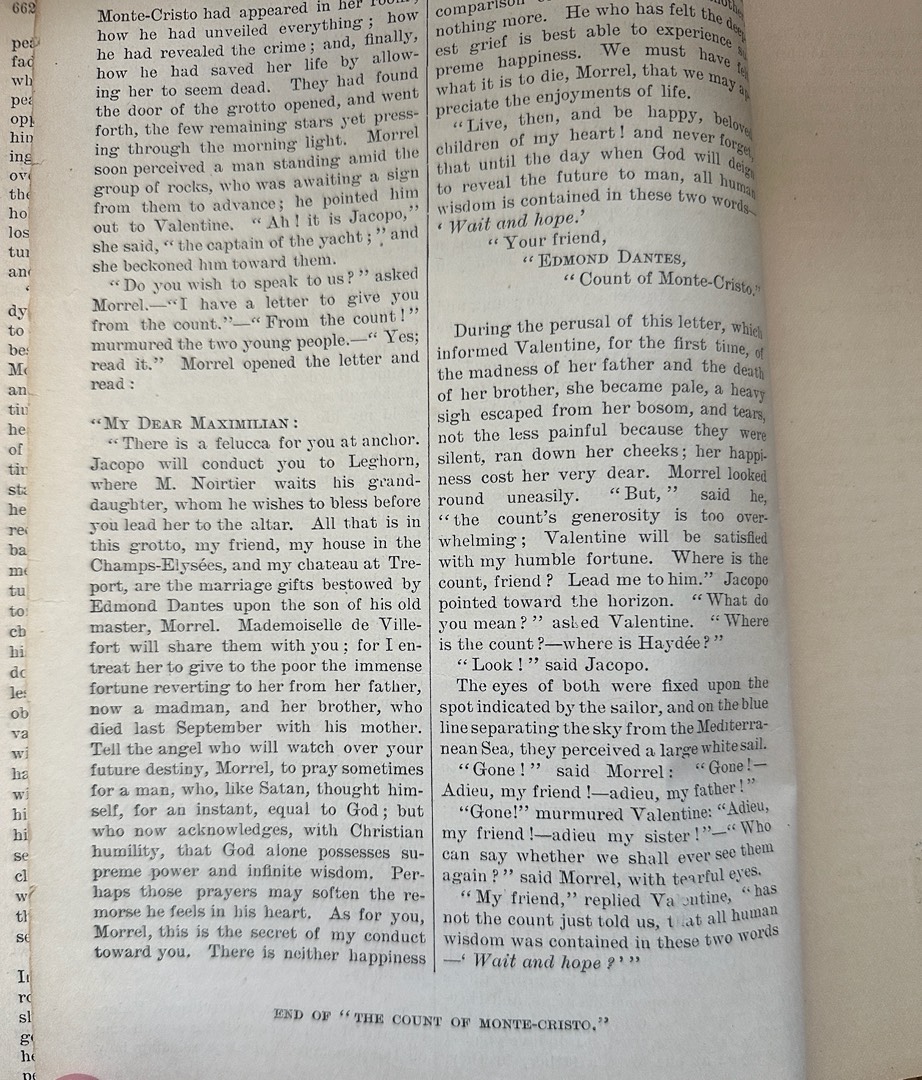 662
Monte-Cristo had appeared in her room,
how he had unveiled everything; how
he had revealed the crime; and, finally,
how he had saved her life by allow-
ing her to seem dead. They had found
the door of the grotto opened, and went
forth, the few remaining stars yet press-
ing through the morning light. Morrel
soon perceived a man standing amid the
group of rocks, who was awaiting a sign
from them to advance; he pointed him
out to Valentine. “Ah! it is Jacopo,”
she said, “the captain of the yacht;” and
she beckoned him toward them.
“Do you wish to speak to us?” asked
Morrel.—“I have a letter to give you
from the count.”—“From the count!”
murmured the two young people.—“Yes;
read it.” Morrel opened the letter and
read:
“MY DEAR MAXIMILIAN:
“There is a felucca for you at anchor.
Jacopo will conduct you to Leghorn,
where M. Noirtier waits his grand-
daughter, whom he wishes to bless before
you lead her to the altar. All that is in
this grotto, my friend, my house in the
Champs-Elysées, and my chateau at Tre-
port, are the marriage gifts bestowed by
Edmond Dantes upon the son of his old
master, Morrel. Mademoiselle de Ville-
fort will share them with you; for I en-
treat her to give to the poor the immense
fortune reverting to her from her father,
now a madman, and her brother, who
died last September with his mother.
Tell the angel who will watch over your
future destiny, Morrel, to pray sometimes
for a man, who, like Satan, thought him-
self, for an instant, equal to God; but
who now acknowledges, with Christian
humility, that God alone possesses su-
preme power and infinite wisdom. Per-
haps those prayers may soften the re-
morse he feels in his heart. As for you,
Morrel, this is the secret of my conduct
toward you. There is neither happiness
comparison
nothing more. He who has felt the deep-
est grief is best able to experience su-
preme happiness. We must have felt
what it is to die, Morrel, that we may ap-
preciate the enjoyments of life.
“Live, then, and be happy, beloved
children of my heart! and never forget,
that until the day when God will deign
to reveal the future to man, all human
wisdom is contained in these two words—
‘Wait and hope.’
“Your friend,
“EDMOND DANTES,
“Count of Monte-Cristo.”
During the perusal of this letter, which
informed Valentine, for the first time, of
the madness of her father and the death
of her brother, she became pale, a heavy
sigh escaped from her bosom, and tears,
not the less painful because they were
silent, ran down her cheeks; her happi-
ness cost her very dear. Morrel looked
round uneasily. “But,” said he,
“the count’s generosity is too over-
whelming; Valentine will be satisfied
with my humble fortune. Where is the
count, friend? Lead me to him.” Jacopo
pointed toward the horizon. “What do
you mean?” asked Valentine. “Where
is the count?—where is Haydée?”
“Look!” said Jacopo.
The eyes of both were fixed upon the
spot indicated by the sailor, and on the blue
line separating the sky from the Mediterra-
nean Sea, they perceived a large white sail.
“Gone!” said Morrel: “Gone!—
Adieu, my friend!—adieu, my father!”
“Gone!” murmured Valentine: “Adieu,
my friend!—adieu my sister!”—“Who
can say whether we shall ever see them
again?” said Morrel, with tearful eyes.
“My friend,” replied Valentine, “has
not the count just told us, that all human
wisdom was contained in these two words
—‘Wait and hope?’”
END OF “THE COUNT OF MONTE-CRISTO.”